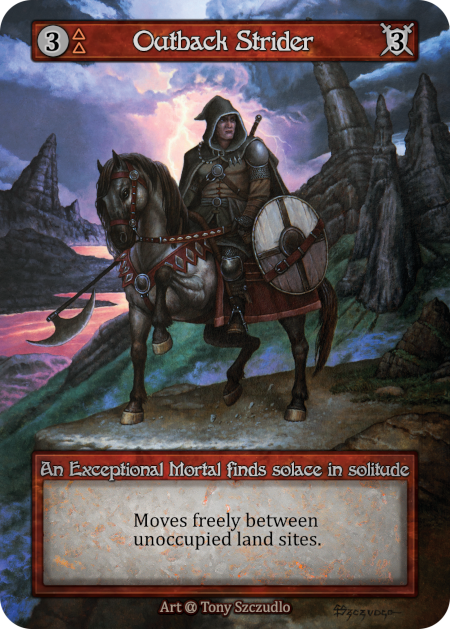 3 Outback Strider 3
An Exceptional Mortal finds solace in solitude
Moves freely between
unoccupied land sites.
Art @ Tony Szczudlo
Szczudlo